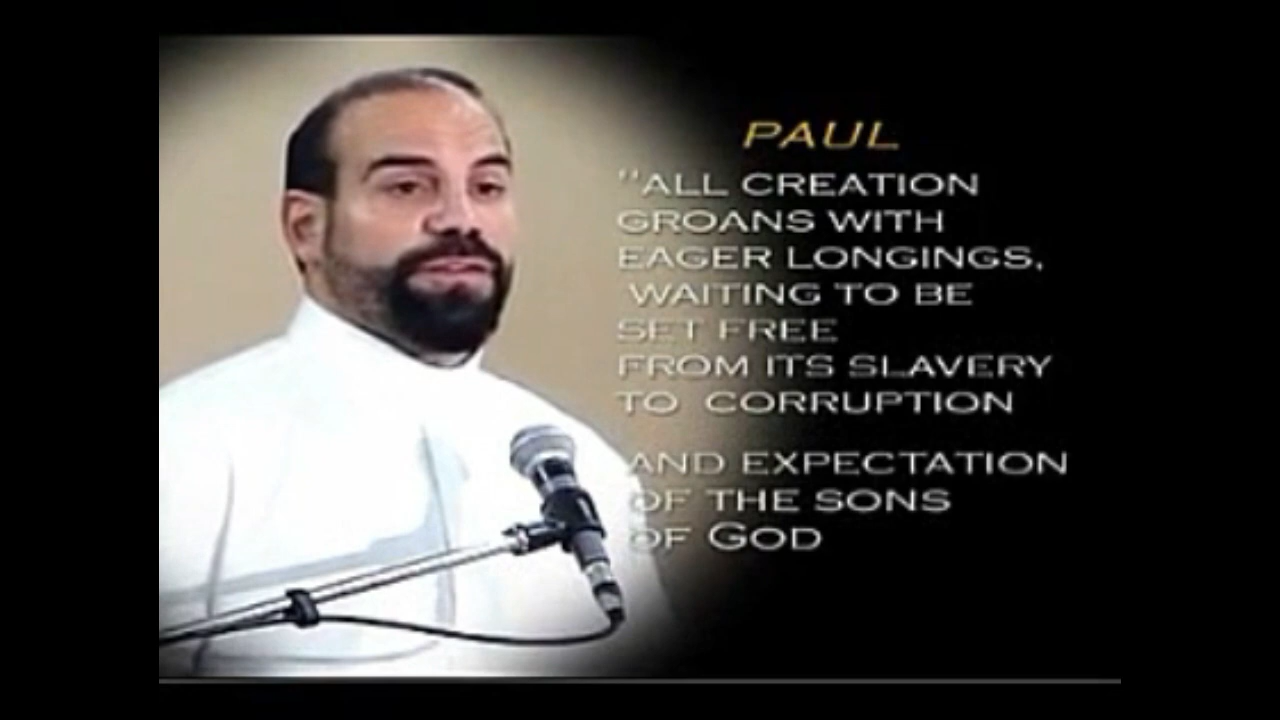 PAUL
"ALL CREATION
GROANS WITH
EAGER LONGINGS,
WAITING TO BE
SET FREE
FROM ITS SLAVERY
TO CORRUPTION
AND EXPECTATION
OF THE SONS
OF GOD